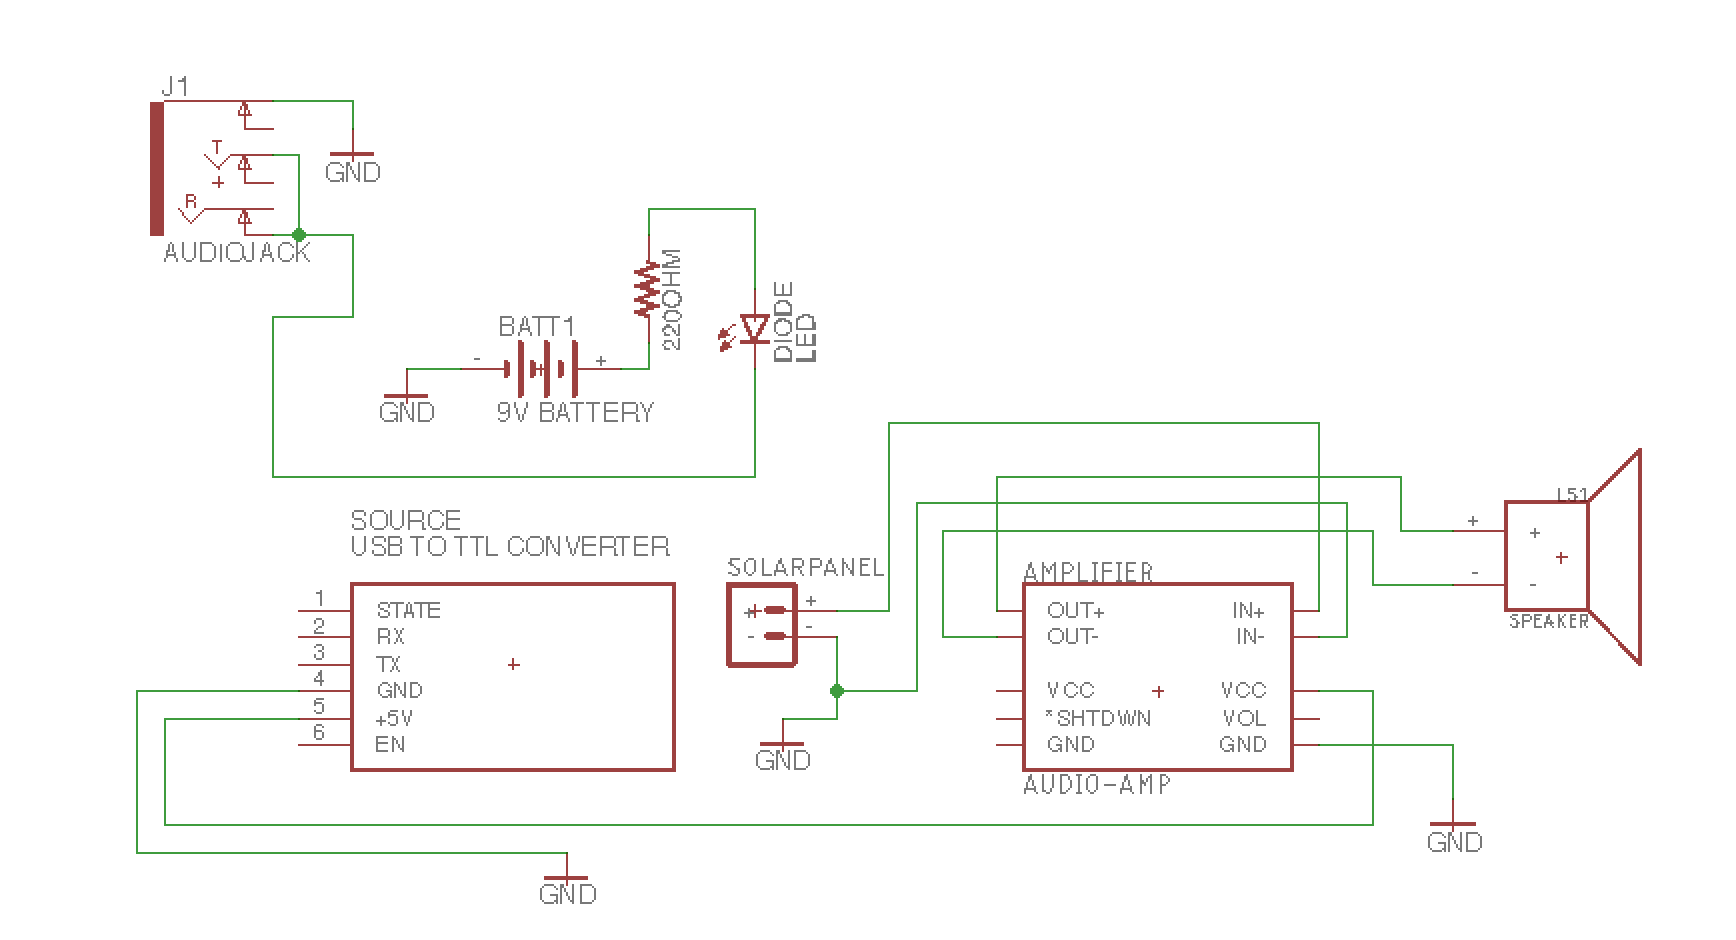 J1
T
+
R
AUDIOJACK
GND
220OHM
DIODE
LED
BATT1
-
+
9V BATTERY
GND
SOURCE
USB TO TTL CONVERTER
1
STATE
2
RX
3
TX
4
GND
5
+5V
6
EN
+
GND
SOLARPANEL
+
+
-
-
GND
AMPLIFIER
OUT+
IN+
OUT-
IN-
VCC
+
VCC
*SHTDWN
VOL
GND
GND
AUDIO-AMP
GND
LS1
+
+
+
-
-
SPEAKER